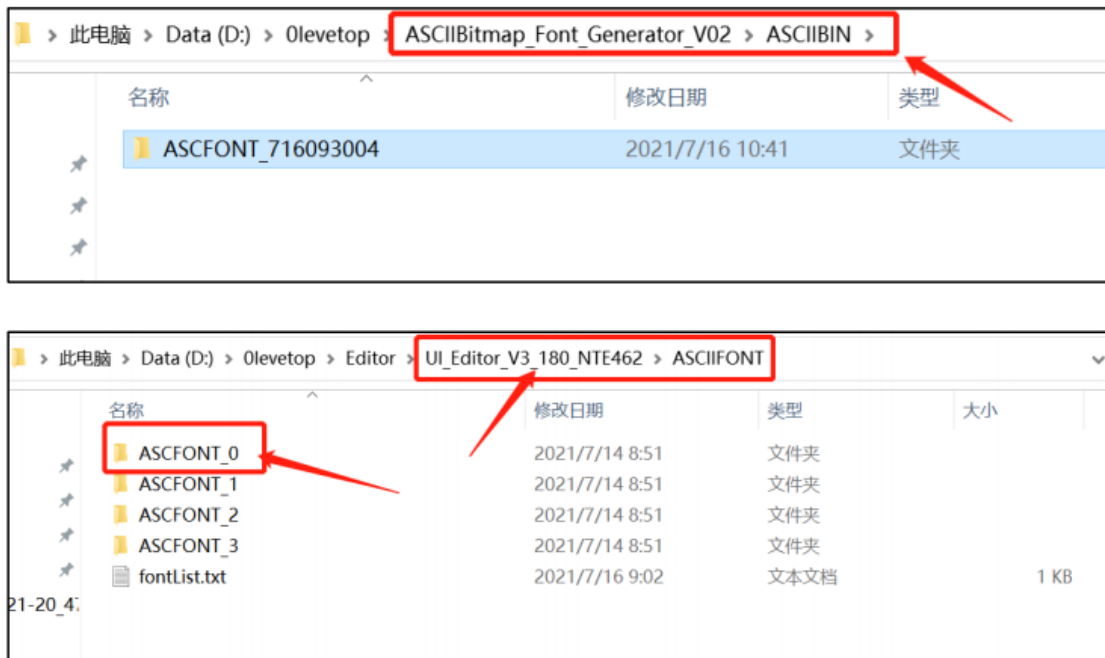 此电脑 > Data (D:) > 0levetop > ASCIIBitmap_Font_Generator_V02 > ASCIIBIN >
名称 修改日期 类型
ASCFONT_716093004 2021/7/16 10:41 文件夹
此电脑 > Data (D:) > 0levetop > Editor > UI_Editor_V3_180_NTE462 > ASCIIFONT
名称 修改日期 类型 大小
ASCFONT_0 2021/7/14 8:51 文件夹
ASCFONT_1 2021/7/14 8:51 文件夹
ASCFONT_2 2021/7/14 8:51 文件夹
ASCFONT_3 2021/7/14 8:51 文件夹
fontList.txt 2021/7/16 9:02 文本文档 1 KB